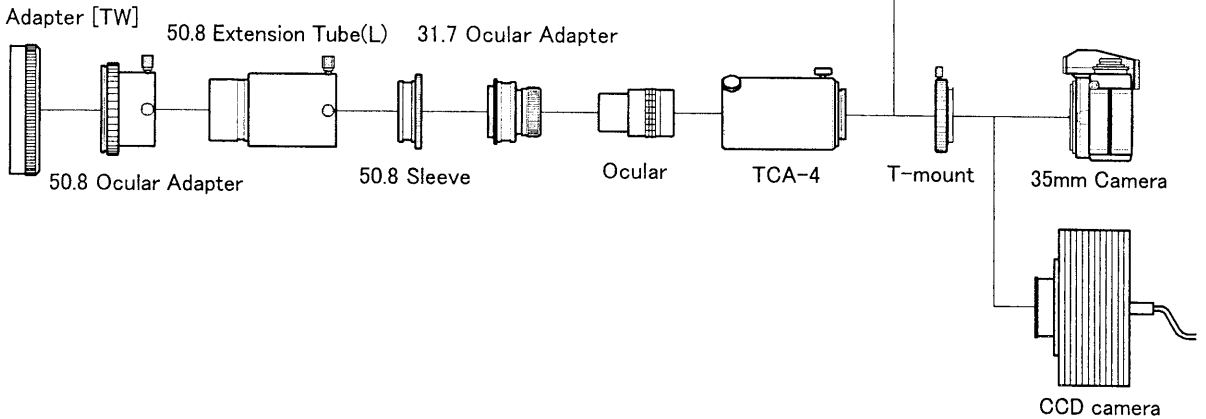 Adapter [TW]
50.8 Extension Tube(L)
31.7 Ocular Adapter
50.8 Ocular Adapter
50.8 Sleeve
Ocular
TCA-4
T-mount
35mm Camera
CCD camera